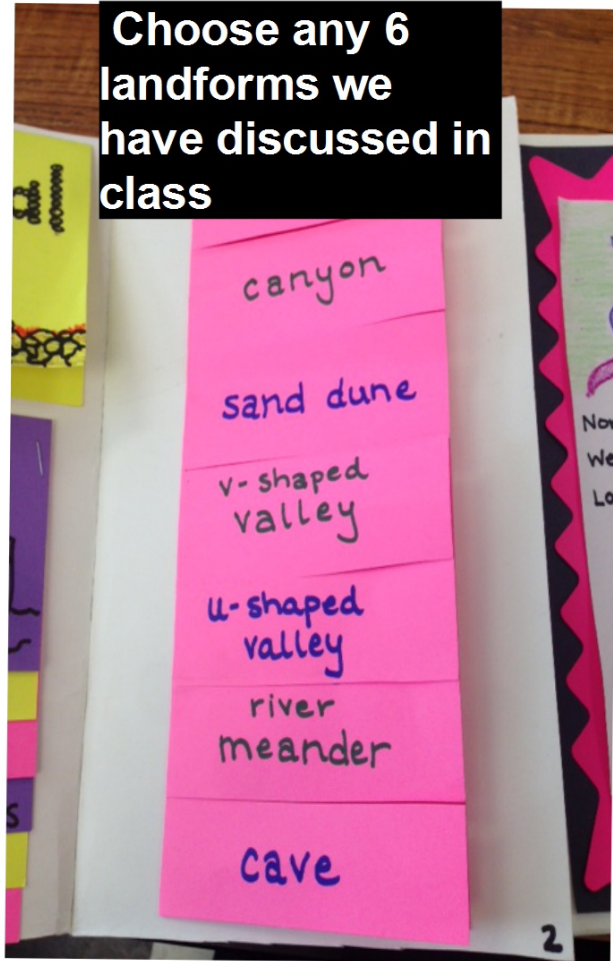 Choose any 6
landforms we
have discussed in
class
canyon
sand dune
v-shaped
valley
u-shaped
valley
river
meander
cave
2